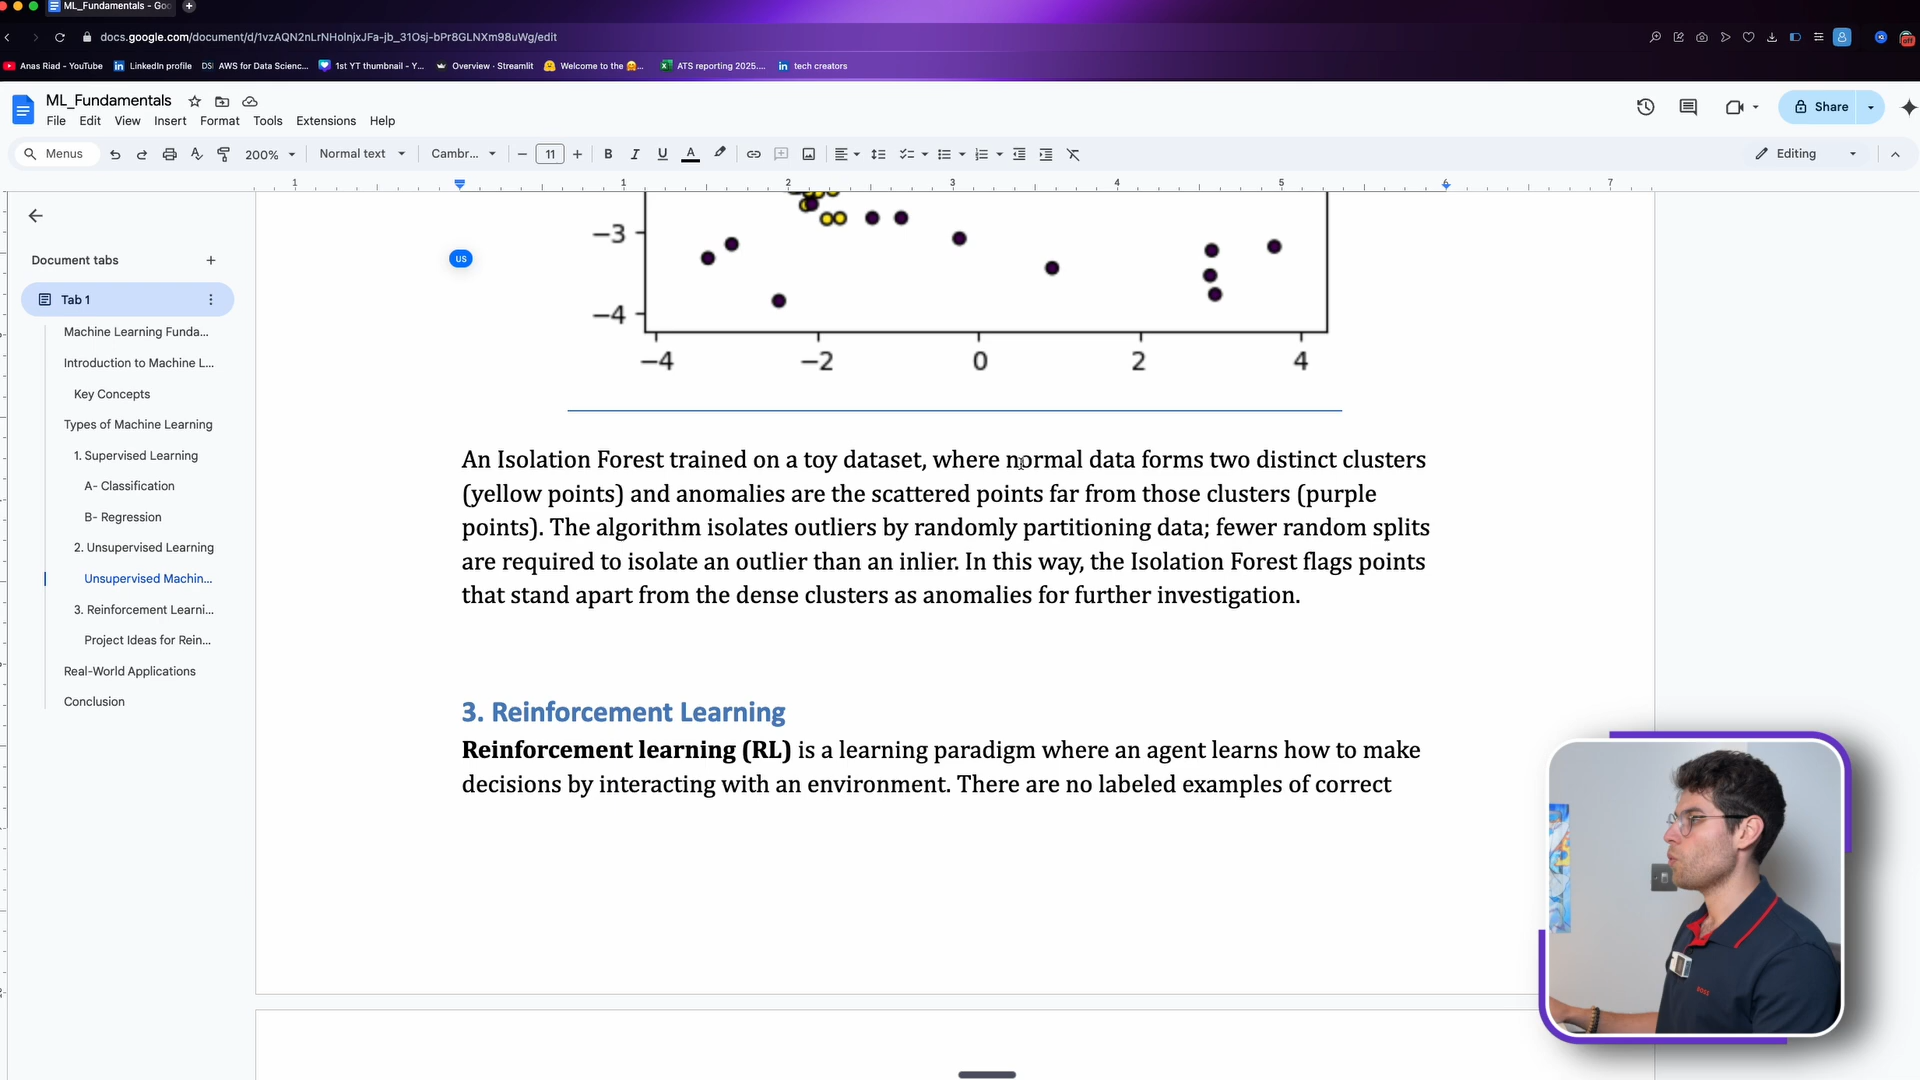 ML_Fundamentals - Goo
docs.google.com/document/d/1vzAQN2nLrNHolnjxJFa-jb_31Osj-bPr8GLNXm98uWg/edit
Anas Riad - YouTube
LinkedIn profile
AWS for Data Scienc...
1st YT thumbnail - Y...
Overview · Streamlit
Welcome to the
ATS reporting 2025....
tech creators
ML_Fundamentals
File Edit View Insert Format Tools Extensions Help
Share
Menus
200%
Normal text
Cambr...
11
Editing
1 1 2 3 4 5 6 7
Document tabs
Tab 1
Machine Learning Funda...
Introduction to Machine L...
Key Concepts
Types of Machine Learning
1. Supervised Learning
A- Classification
B- Regression
2. Unsupervised Learning
Unsupervised Machin...
3. Reinforcement Learni...
Project Ideas for Rein...
Real-World Applications
Conclusion
US
−3
−4
−4 −2 0 2 4
An Isolation Forest trained on a toy dataset, where normal data forms two distinct clusters
(yellow points) and anomalies are the scattered points far from those clusters (purple
points). The algorithm isolates outliers by randomly partitioning data; fewer random splits
are required to isolate an outlier than an inlier. In this way, the Isolation Forest flags points
that stand apart from the dense clusters as anomalies for further investigation.
3. Reinforcement Learning
Reinforcement learning (RL) is a learning paradigm where an agent learns how to make
decisions by interacting with an environment. There are no labeled examples of correct
BOSS